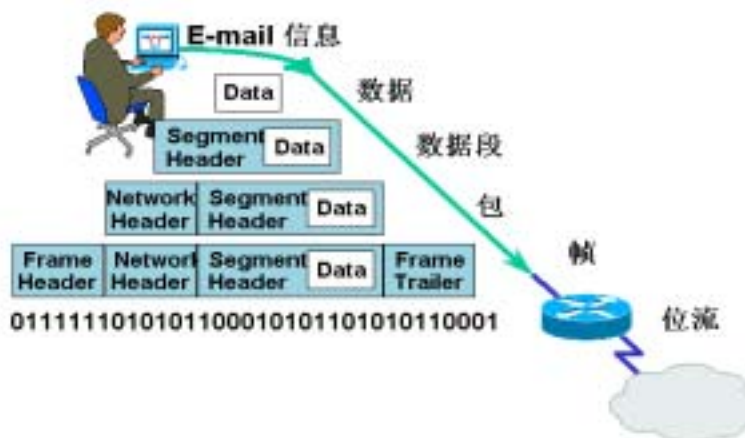 E-mail 信息
Data
数据
Segment Header Data
数据段
Network Header Segment Header Data
包
Frame Header Network Header Segment Header Data Frame Trailer
帧
0111111010101100010101101010110001
位流